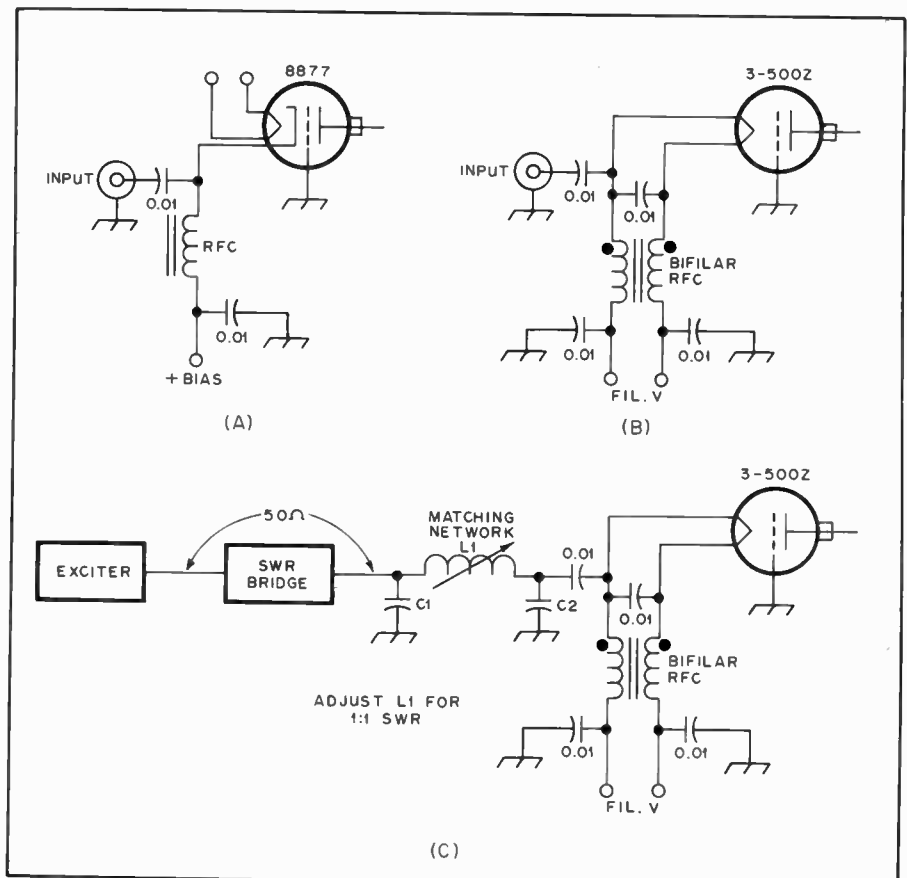 8877
INPUT
0.01
RFC
0.01
+ BIAS
(A)
3-500Z
INPUT
0.01
0.01
BIFILAR
RFC
0.01
0.01
FIL. V
(B)
EXCITER
50Ω
SWR
BRIDGE
MATCHING
NETWORK
L1
C1
C2
0.01
3-500Z
0.01
BIFILAR
RFC
0.01
0.01
FIL. V
ADJUST L1 FOR
1:1 SWR
(C)